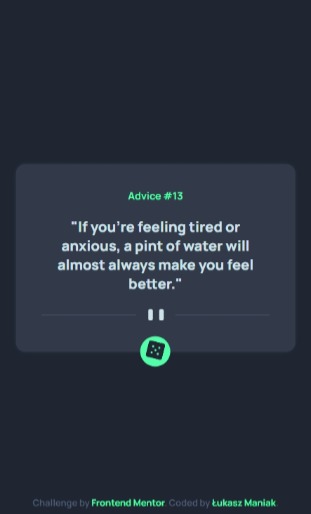 Advice #13
"If you're feeling tired or
anxious, a pint of water will
almost always make you feel
better."
Challenge by Frontend Mentor. Coded by Łukasz Maniak.